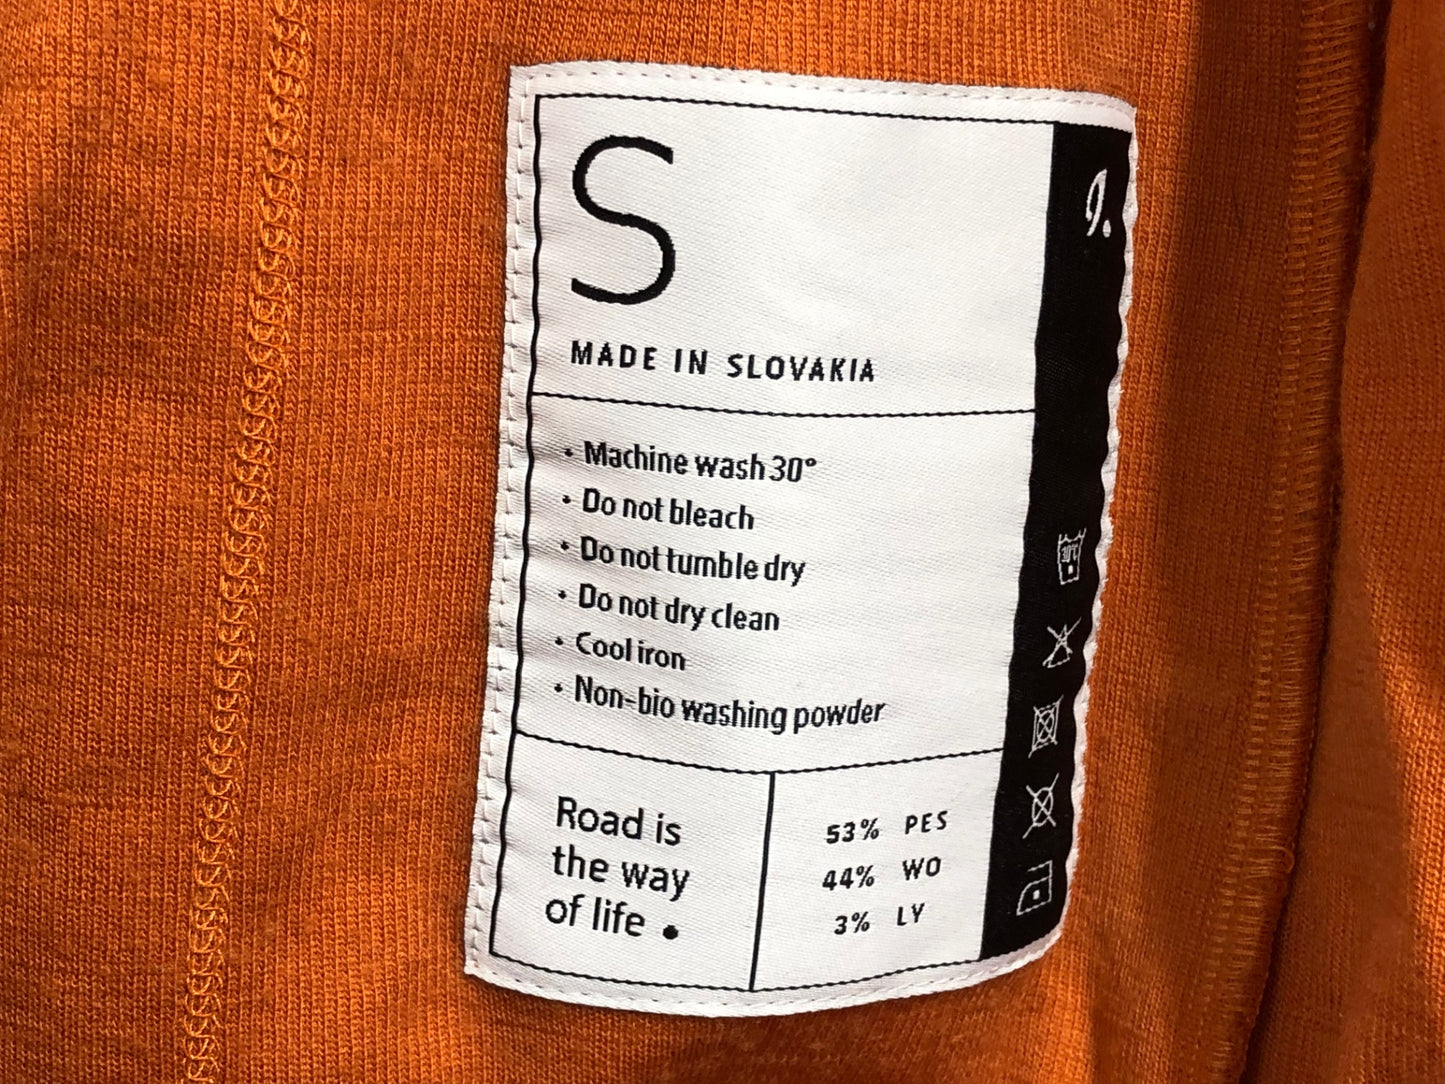 S
9.
MADE IN SLOVAKIA
• Machine wash 30°
• Do not bleach
• Do not tumble dry
• Do not dry clean
• Cool iron
• Non-bio washing powder
30°C
Road is
the way
of life •
53% PES
44% WO
3% LY